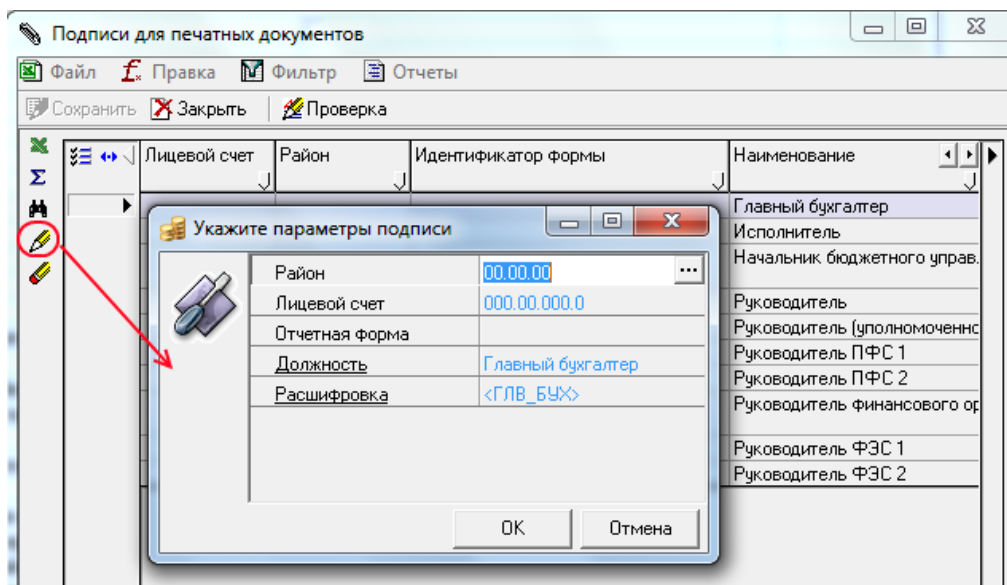 Подписи для печатных документов
Файл Правка Фильтр Отчеты
Сохранить Закрыть Проверка
Лицевой счет Район Идентификатор формы Наименование
Главный бухгалтер
Исполнитель
Начальник бюджетного управ.
Руководитель
Руководитель (уполномоченно
Руководитель ПФС 1
Руководитель ПФС 2
Руководитель финансового ор
Руководитель ФЭС 1
Руководитель ФЭС 2
Укажите параметры подписи
Район 00.00.00 ...
Лицевой счет 000.00.000.0
Отчетная форма
Должность Главный бухгалтер
Расшифровка <ГЛВ_БУХ>
OK Отмена